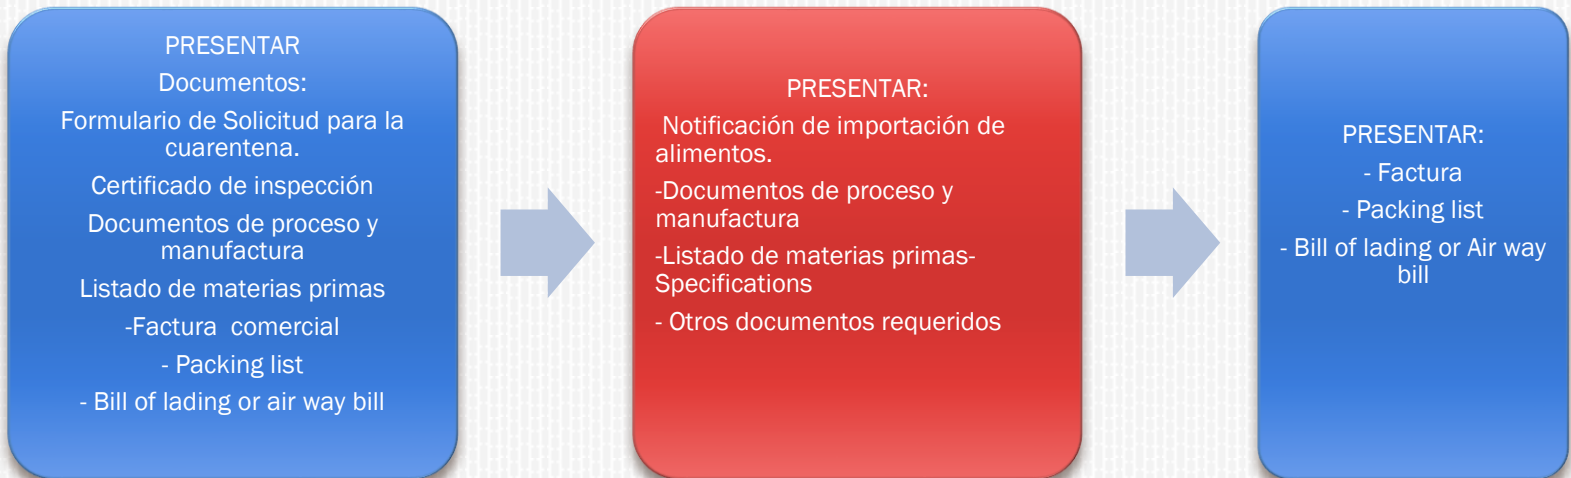 PRESENTAR
Documentos:
Formulario de Solicitud para la
cuarentena.
Certificado de inspección
Documentos de proceso y
manufactura
Listado de materias primas
-Factura  comercial
- Packing list
- Bill of lading or air way bill
PRESENTAR:
Notificación de importación de
alimentos.
-Documentos de proceso y
manufactura
-Listado de materias primas-
Specifications
- Otros documentos requeridos
PRESENTAR:
- Factura
- Packing list
- Bill of lading or Air way
bill